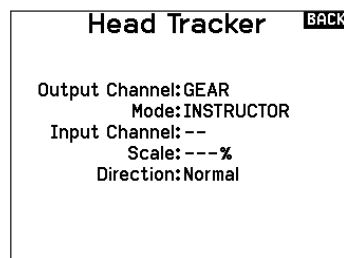 Head Tracker BACK
Output Channel:GEAR
Mode:INSTRUCTOR
Input Channel:--
Scale:---%
Direction:Normal